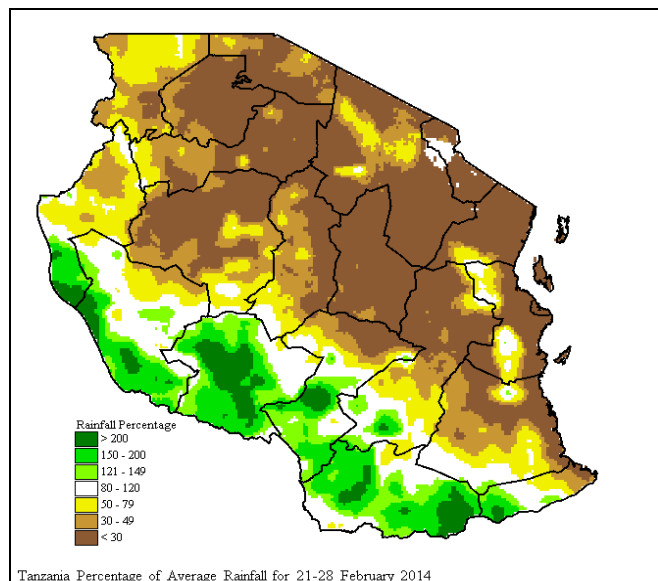 Rainfall Percentage
> 200
150 - 200
121 - 149
80 - 120
50 - 79
30 - 49
< 30
Tanzania Percentage of Average Rainfall for 21-28 February 2014